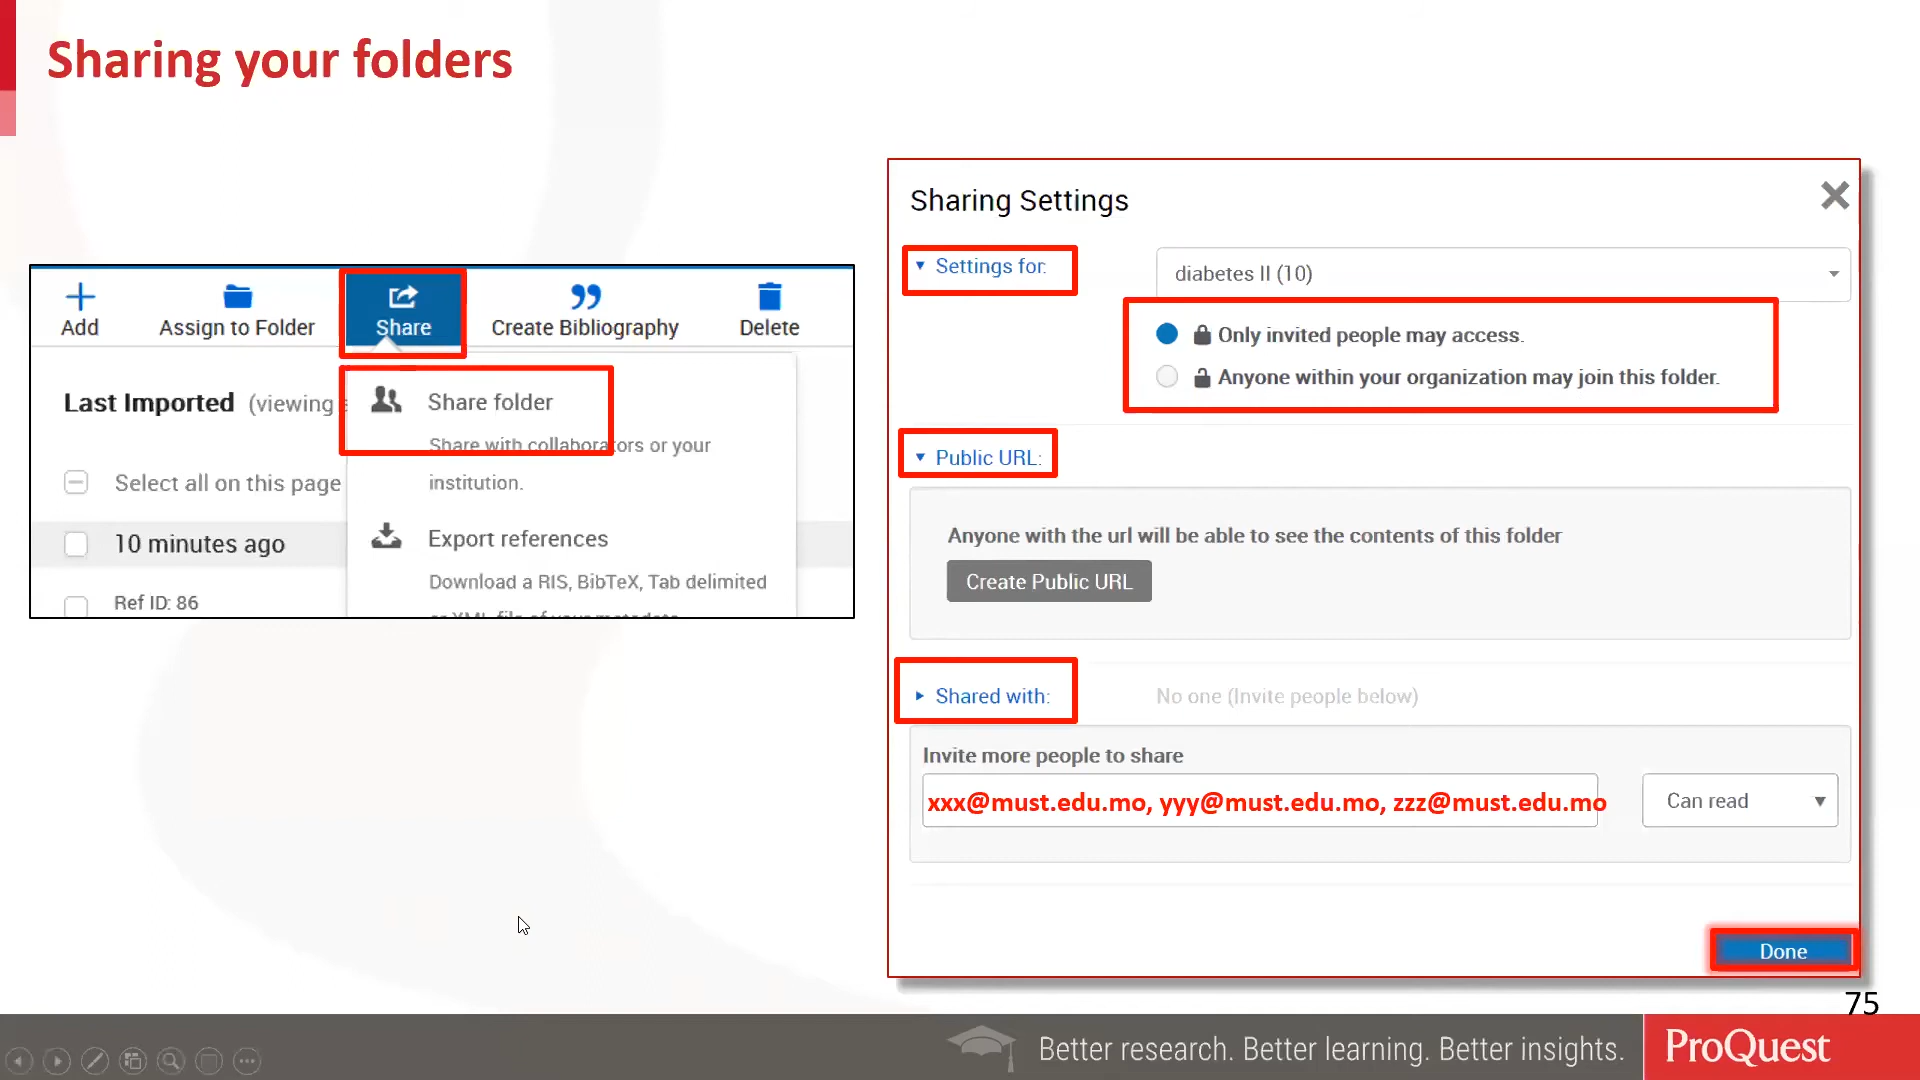 Sharing your folders
Add
Assign to Folder
Share
Create Bibliography
Delete
Last Imported (viewing
Share folder
Share with collaborators or your
institution.
Select all on this page
10 minutes ago
Export references
Download a RIS, BibTeX, Tab delimited
or XML file of your metadata
Ref ID: 86
Sharing Settings
Settings for:
diabetes II (10)
Only invited people may access.
Anyone within your organization may join this folder.
Public URL:
Anyone with the url will be able to see the contents of this folder
Create Public URL
Shared with:
No one (Invite people below)
Invite more people to share
xxx@must.edu.mo, yyy@must.edu.mo, zzz@must.edu.mo
Can read
Done
75
Better research. Better learning. Better insights.
ProQuest